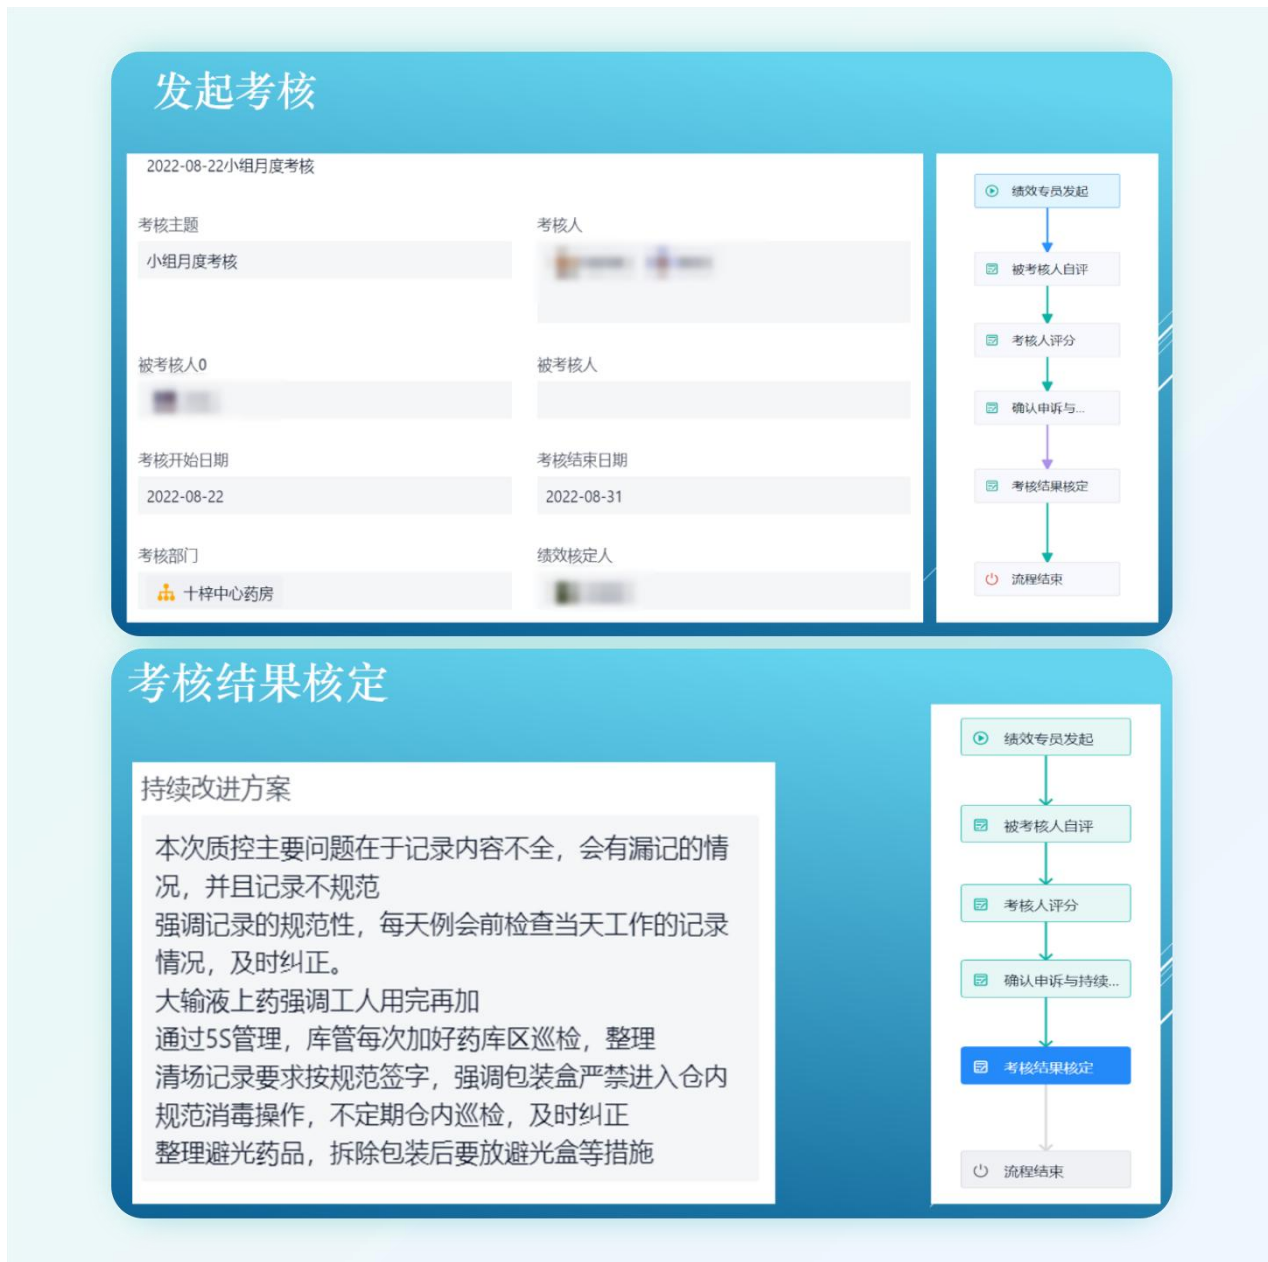 发起考核
2022-08-22小组月度考核
考核主题
考核人
小组月度考核
被考核人0
被考核人
考核开始日期
考核结束日期
2022-08-22
2022-08-31
考核部门
绩效核定人
十梓中心药房
绩效专员发起
被考核人自评
考核人评分
确认申诉与...
考核结果核定
流程结束
考核结果核定
持续改进方案
本次质控主要问题在于记录内容不全，会有漏记的情
况，并且记录不规范
强调记录的规范性，每天例会前检查当天工作的记录
情况，及时纠正。
大输液上药强调工人用完再加
通过5S管理，库管每次加好药库区巡检，整理
清场记录要求按规范签字，强调包装盒严禁进入仓内
规范消毒操作，不定期仓内巡检，及时纠正
整理避光药品，拆除包装后要放避光盒等措施
绩效专员发起
被考核人自评
考核人评分
确认申诉与持续...
考核结果核定
流程结束